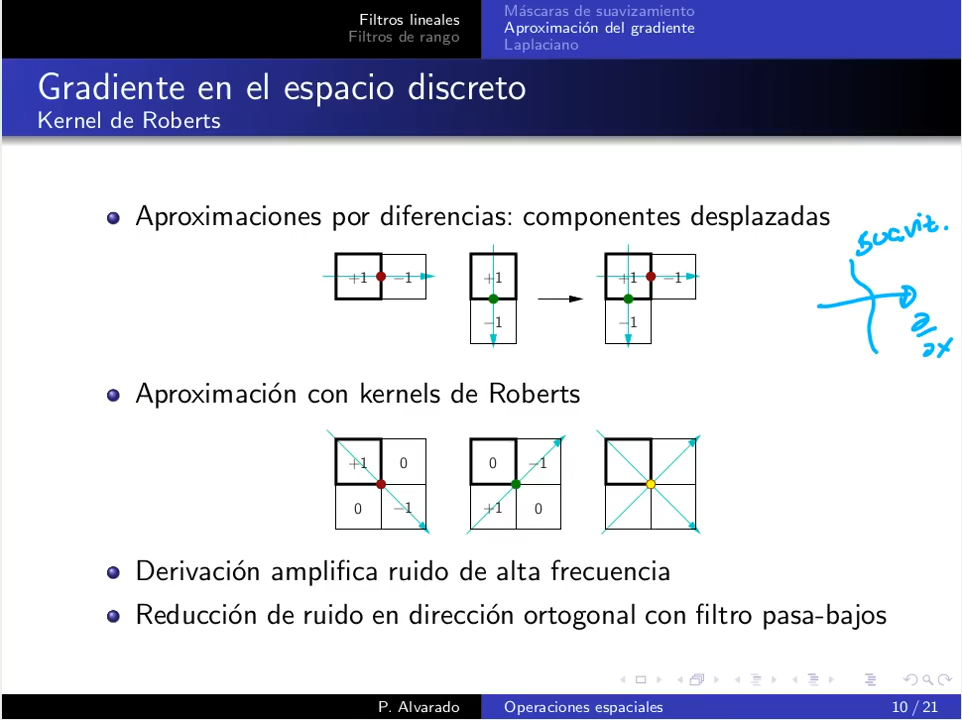 Filtros lineales
Filtros de rango
Máscaras de suavizamiento
Aproximación del gradiente
Laplaciano
Gradiente en el espacio discreto
Kernel de Roberts
Aproximaciones por diferencias: componentes desplazadas
suaviz.
+1 −1
+1
−1
+1 −1
−1
∂/∂x
Aproximación con kernels de Roberts
+1 0
0 −1
0 −1
+1 0
Derivación amplifica ruido de alta frecuencia
Reducción de ruido en dirección ortogonal con filtro pasa-bajos
P. Alvarado
Operaciones espaciales
10 / 21